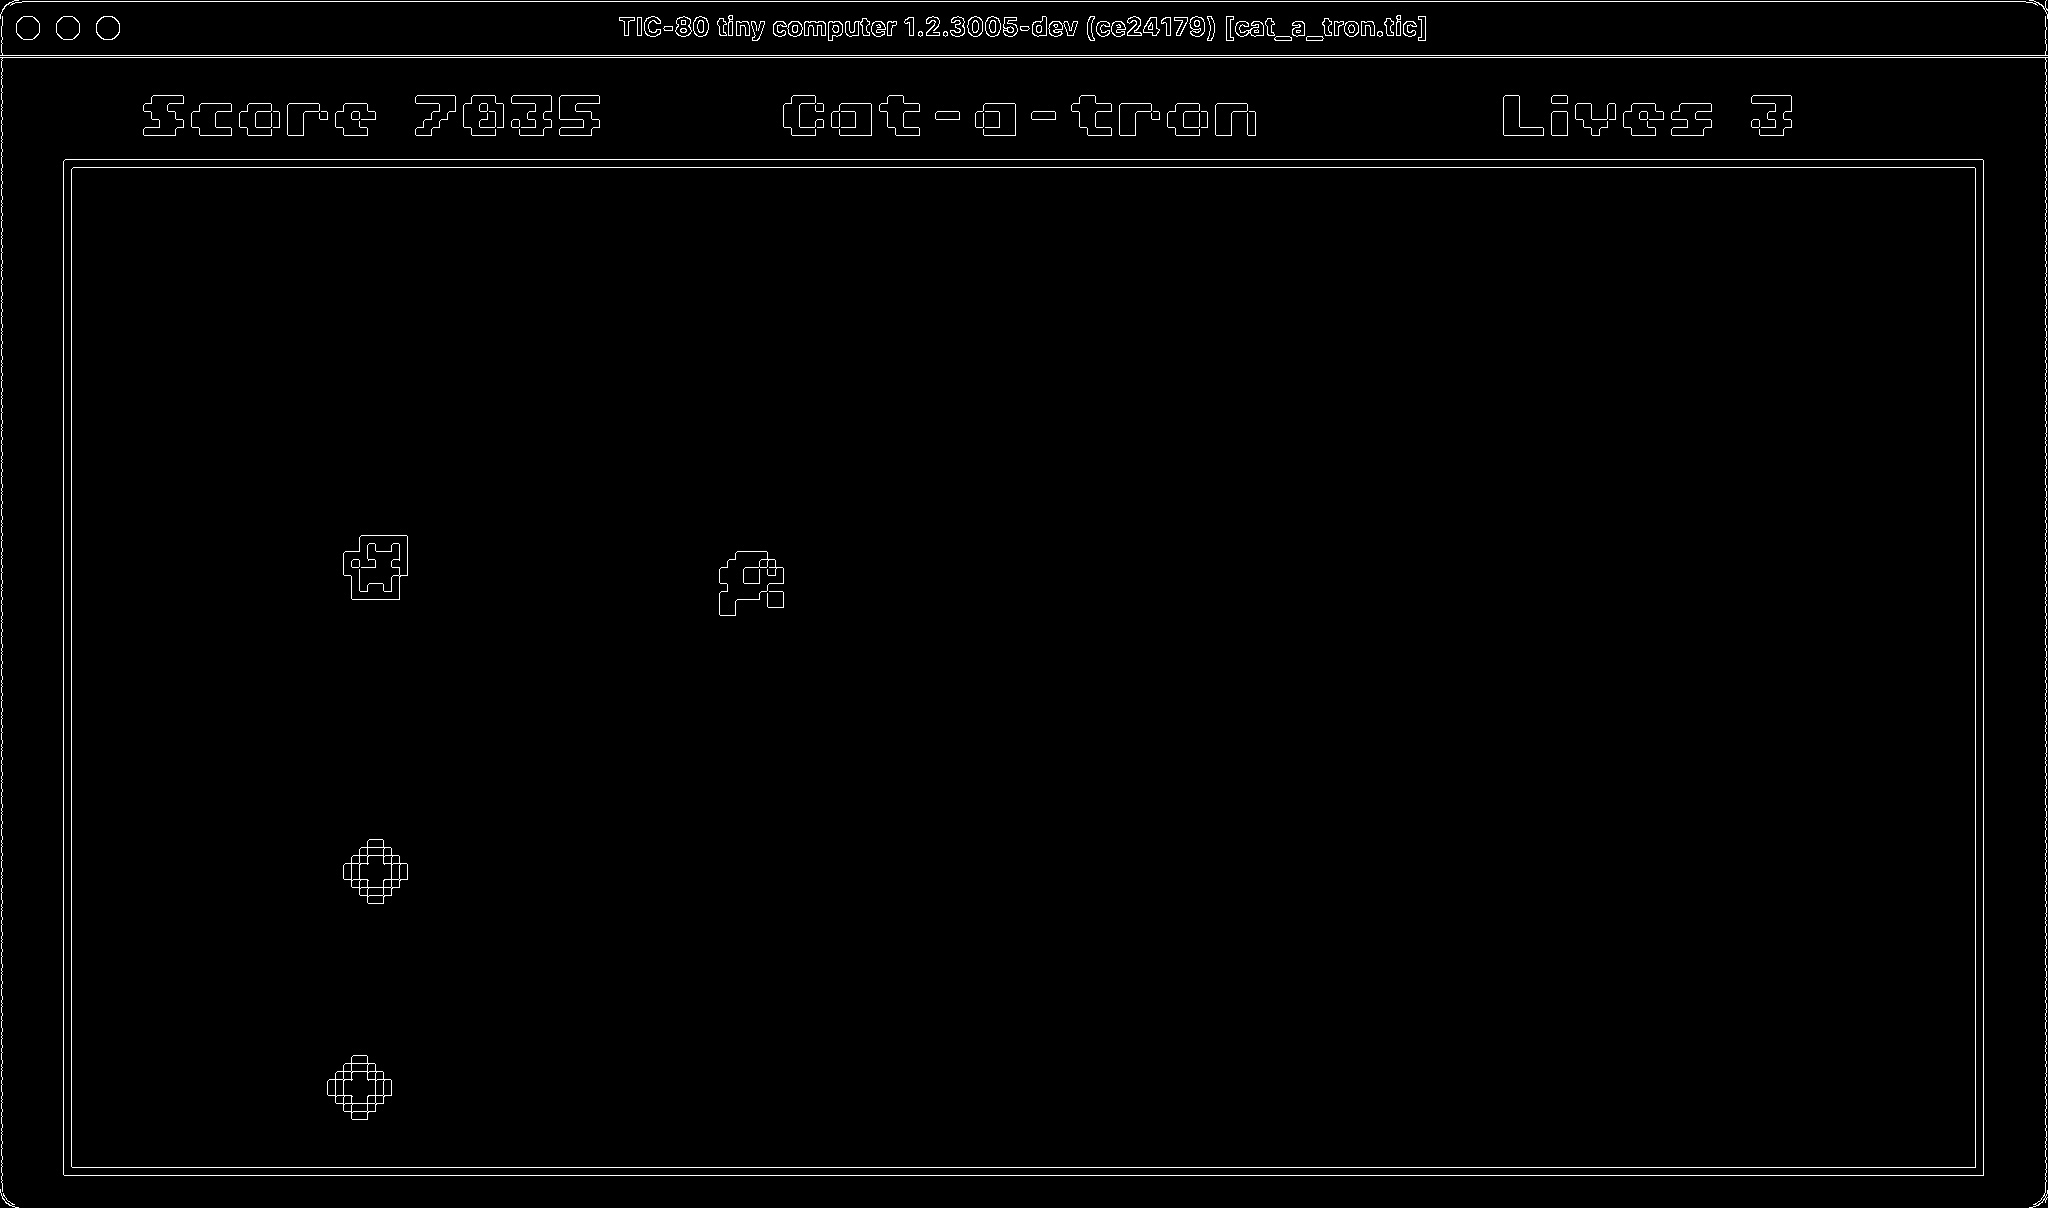 TIC-80 tiny computer 1.2.3005-dev (ce24179) [cat_a_tron.tic]
Score 7035 Cat-a-tron Lives 3